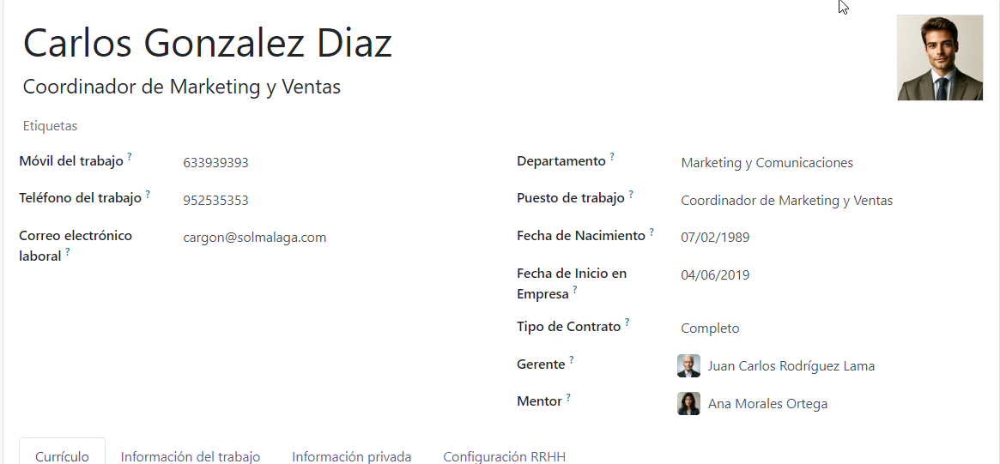 Carlos Gonzalez Diaz
Coordinador de Marketing y Ventas
Etiquetas
Móvil del trabajo ? 633939393
Teléfono del trabajo ? 952535353
Correo electrónico laboral ? cargon@solmalaga.com
Departamento ? Marketing y Comunicaciones
Puesto de trabajo ? Coordinador de Marketing y Ventas
Fecha de Nacimiento ? 07/02/1989
Fecha de Inicio en Empresa ? 04/06/2019
Tipo de Contrato ? Completo
Gerente ? Juan Carlos Rodríguez Lama
Mentor ? Ana Morales Ortega
Currículo Información del trabajo Información privada Configuración RRHH